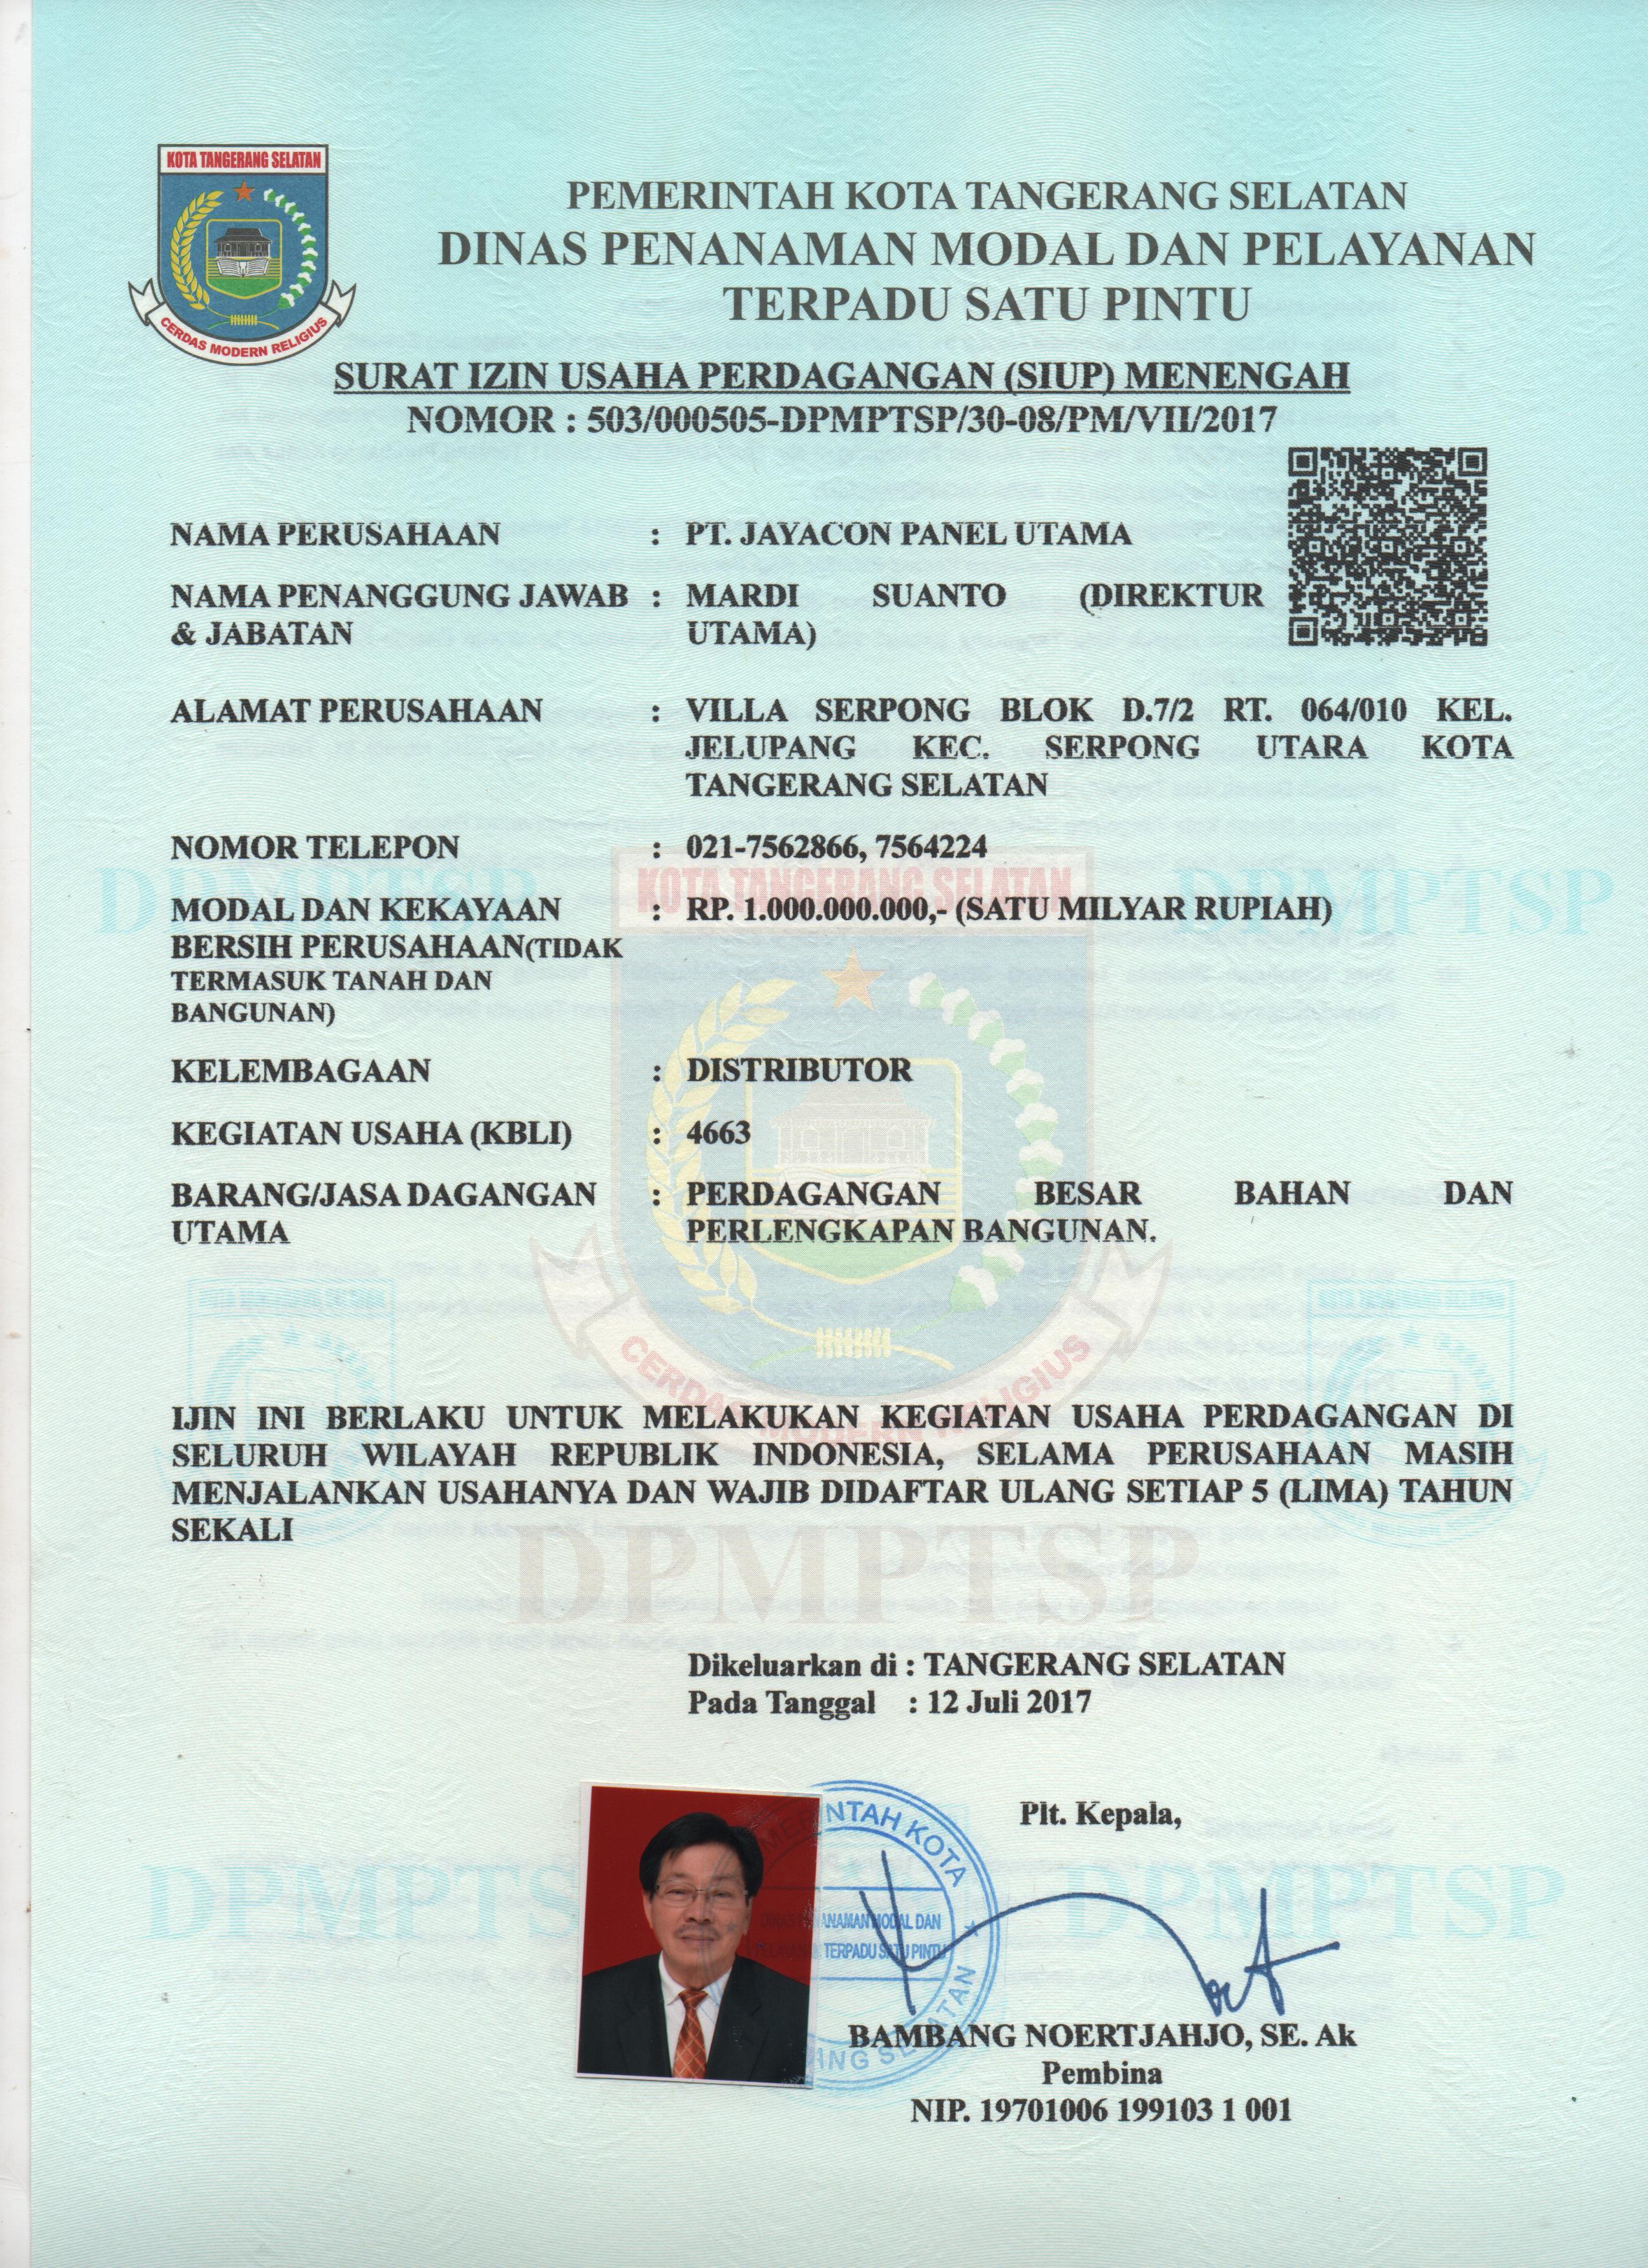 KOTA TANGERANG SELATAN
CERDAS MODERN RELIGIUS
PEMERINTAH KOTA TANGERANG SELATAN
DINAS PENANAMAN MODAL DAN PELAYANAN
TERPADU SATU PINTU
SURAT IZIN USAHA PERDAGANGAN (SIUP) MENENGAH
NOMOR : 503/000505-DPMPTSP/30-08/PM/VII/2017
NAMA PERUSAHAAN : PT. JAYACON PANEL UTAMA
NAMA PENANGGUNG JAWAB : MARDI SUANTO (DIREKTUR
& JABATAN UTAMA)
ALAMAT PERUSAHAAN : VILLA SERPONG BLOK D.7/2 RT. 064/010 KEL.
JELUPANG KEC. SERPONG UTARA KOTA
TANGERANG SELATAN
NOMOR TELEPON : 021-7562866, 7564224
DPMPTSP KOTA TANGERANG SELATAN DPMPTSP
MODAL DAN KEKAYAAN : RP. 1.000.000.000,- (SATU MILYAR RUPIAH)
BERSIH PERUSAHAAN(TIDAK
TERMASUK TANAH DAN
BANGUNAN)
KELEMBAGAAN : DISTRIBUTOR
KEGIATAN USAHA (KBLI) : 4663
BARANG/JASA DAGANGAN : PERDAGANGAN BESAR BAHAN DAN
UTAMA PERLENGKAPAN BANGUNAN.
CERDAS MODERN RELIGIUS
IJIN INI BERLAKU UNTUK MELAKUKAN KEGIATAN USAHA PERDAGANGAN DI
SELURUH WILAYAH REPUBLIK INDONESIA, SELAMA PERUSAHAAN MASIH
MENJALANKAN USAHANYA DAN WAJIB DIDAFTAR ULANG SETIAP 5 (LIMA) TAHUN
SEKALI
DPMPTSP
Dikeluarkan di : TANGERANG SELATAN
Pada Tanggal : 12 Juli 2017
Plt. Kepala,
PEMERINTAH KOTA
DINAS PENANAMAN MODAL DAN
PELAYANAN TERPADU SATU PINTU
TANGERANG SELATAN
DPMPTSP DPMPTSP
BAMBANG NOERTJAHJO, SE. Ak
Pembina
NIP. 19701006 199103 1 001